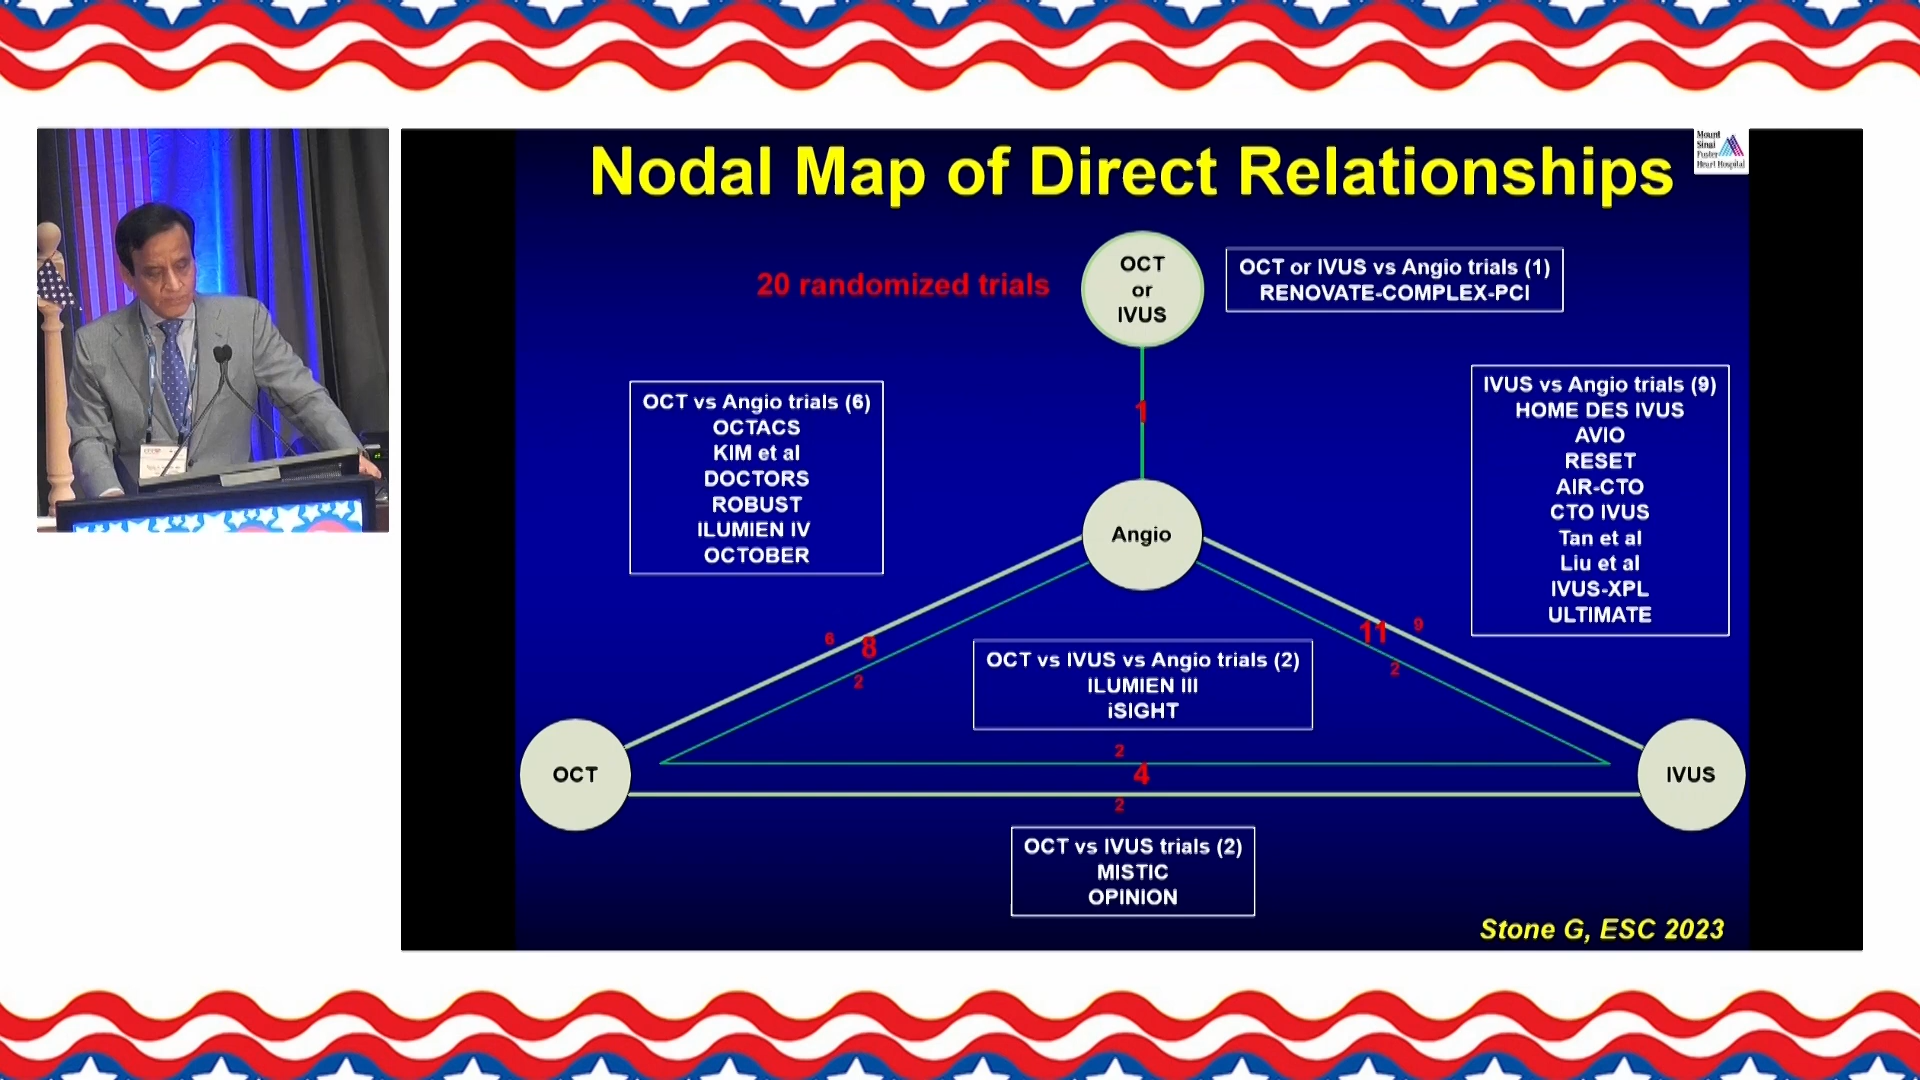 Nodal Map of Direct Relationships
Mount
Sinai
Fuster
Heart Hospital
20 randomized trials
OCT
or
IVUS
OCT or IVUS vs Angio trials (1)
RENOVATE-COMPLEX-PCI
1
OCT vs Angio trials (6)
OCTACS
KIM et al
DOCTORS
ROBUST
ILUMIEN IV
OCTOBER
IVUS vs Angio trials (9)
HOME DES IVUS
AVIO
RESET
AIR-CTO
CTO IVUS
Tan et al
Liu et al
IVUS-XPL
ULTIMATE
Angio
6
8
2
11
9
2
OCT vs IVUS vs Angio trials (2)
ILUMIEN III
iSIGHT
2
4
2
OCT
IVUS
OCT vs IVUS trials (2)
MISTIC
OPINION
Stone G, ESC 2023